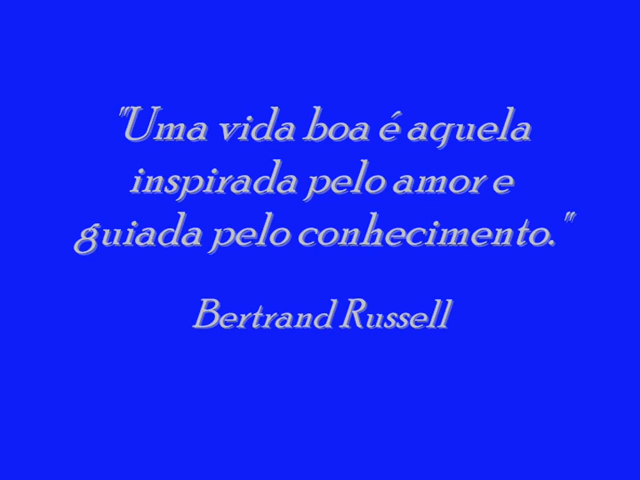 "Uma vida boa é aquela
inspirada pelo amor e
guiada pelo conhecimento."
Bertrand Russell